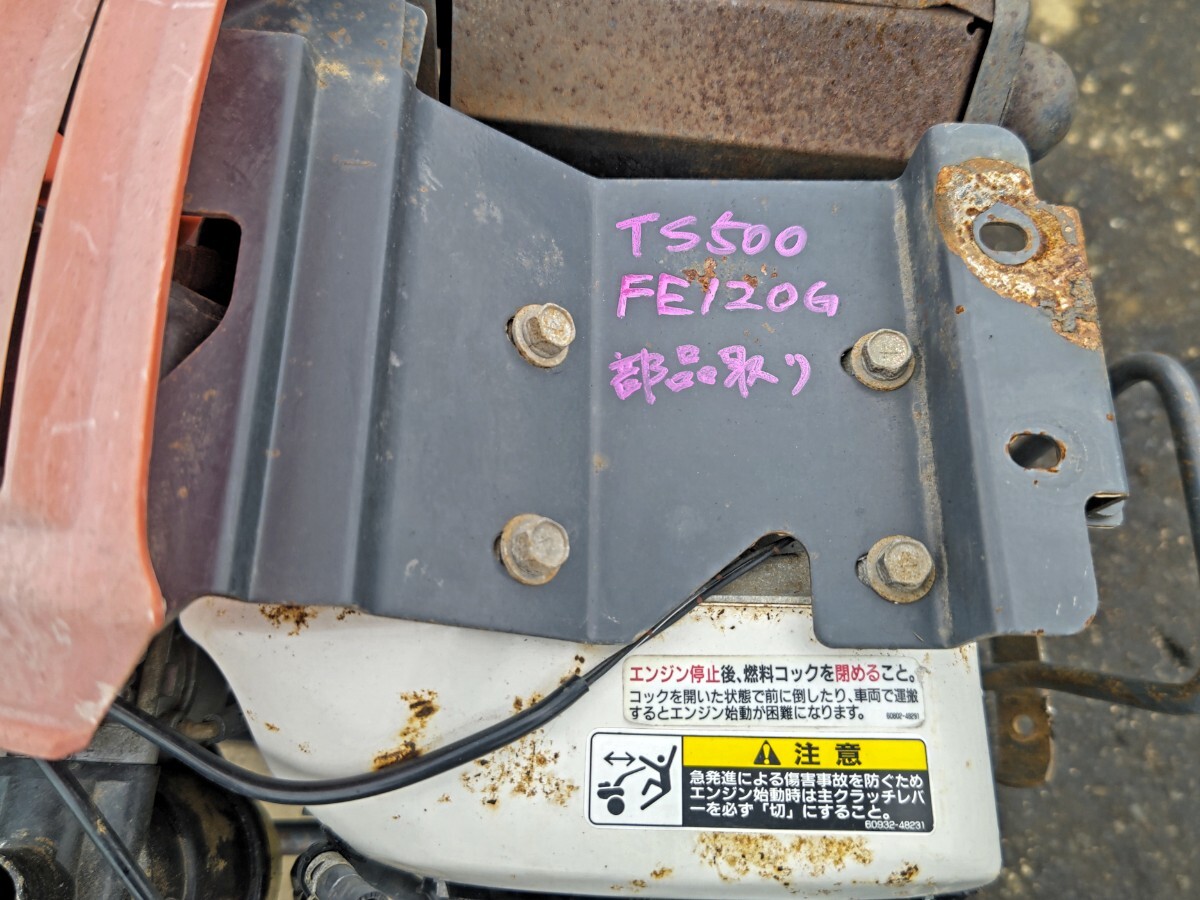 TS500
FE120G
部品取り
エンジン停止後、燃料コックを閉めること。
コックを開いた状態で前に倒したり、車両で運搬
するとエンジン始動が困難になります。
60902-48291
注意
急発進による傷害事故を防ぐため
エンジン始動時は主クラッチレバ
ーを必ず「切」にすること。
60932-48231